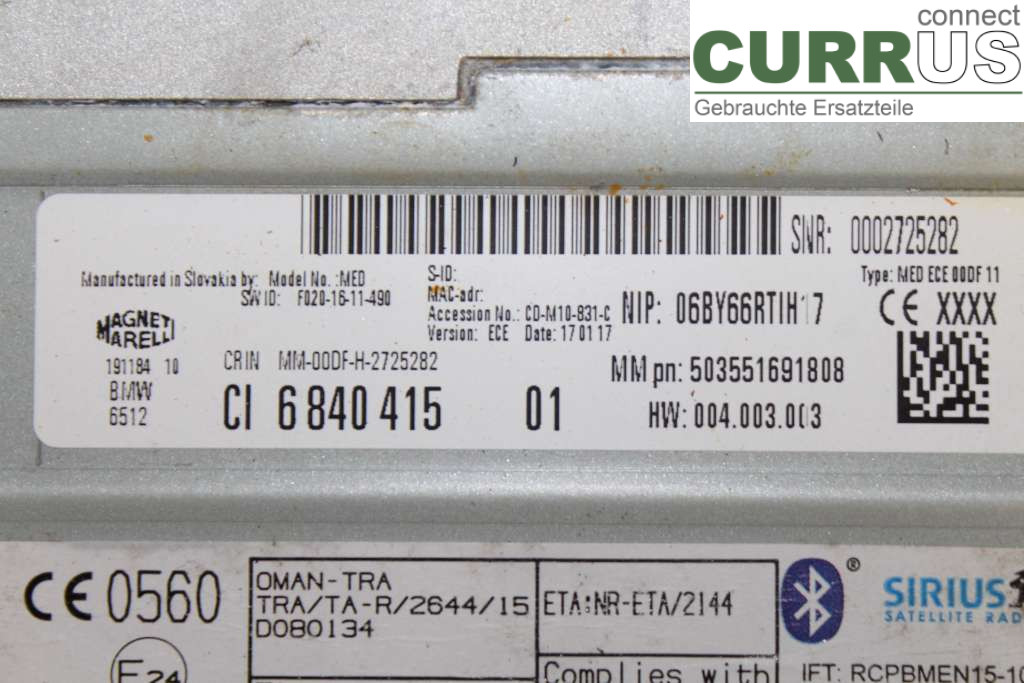 connect
CURRUS
Gebrauchte Ersatzteile
SNR: 0002725282
Manufactured in Slovakia by: Model No.:MED
SW ID: F020-16-11-490
S-ID:
MAC-adr:
Accession No.: CD-M10-831-C
Version: ECE Date: 17 01 17
NIP: 06BY66RTIH17
Type: MED ECE 00DF 11
CE XXXX
MAGNETI MARELLI
191184 10
BMW
6512
CRIN MM-00DF-H-2725282
CI 6 840 415 01
MM pn: 503551691808
HW: 004.003.003
CE 0560
OMAN-TRA
TRA/TA-R/2644/15
D080134
ETA:NR-ETA/2144
Complies with
®
SIRIUS
SATELLITE RAD
E24
IFT: RCPBMEN15-10